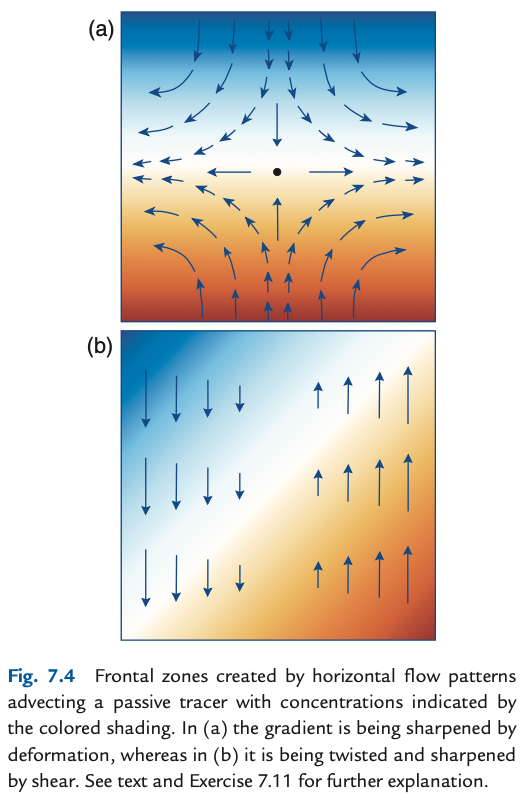 (a)
(b)
Fig. 7.4 Frontal zones created by horizontal flow patterns
advecting a passive tracer with concentrations indicated by
the colored shading. In (a) the gradient is being sharpened by
deformation, whereas in (b) it is being twisted and sharpened
by shear. See text and Exercise 7.11 for further explanation.